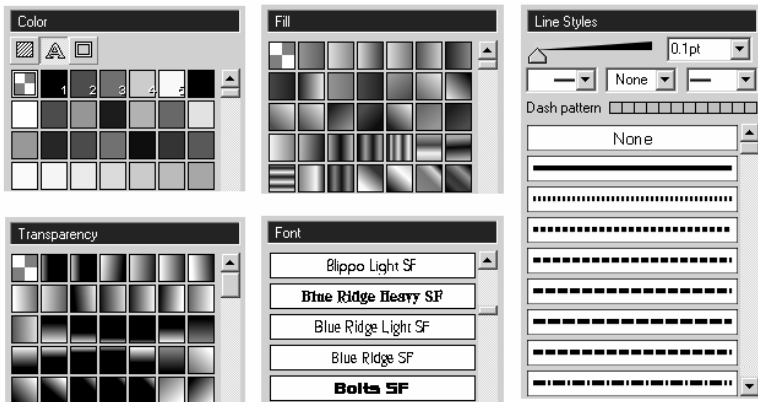 Color
1 2 3 4 5
Fill
Line Styles
0.1pt
None
Dash pattern
None
Transparency
Font
Blippo Light SF
Blue Ridge Heavy SF
Blue Ridge Light SF
Blue Ridge SF
Bolts SF